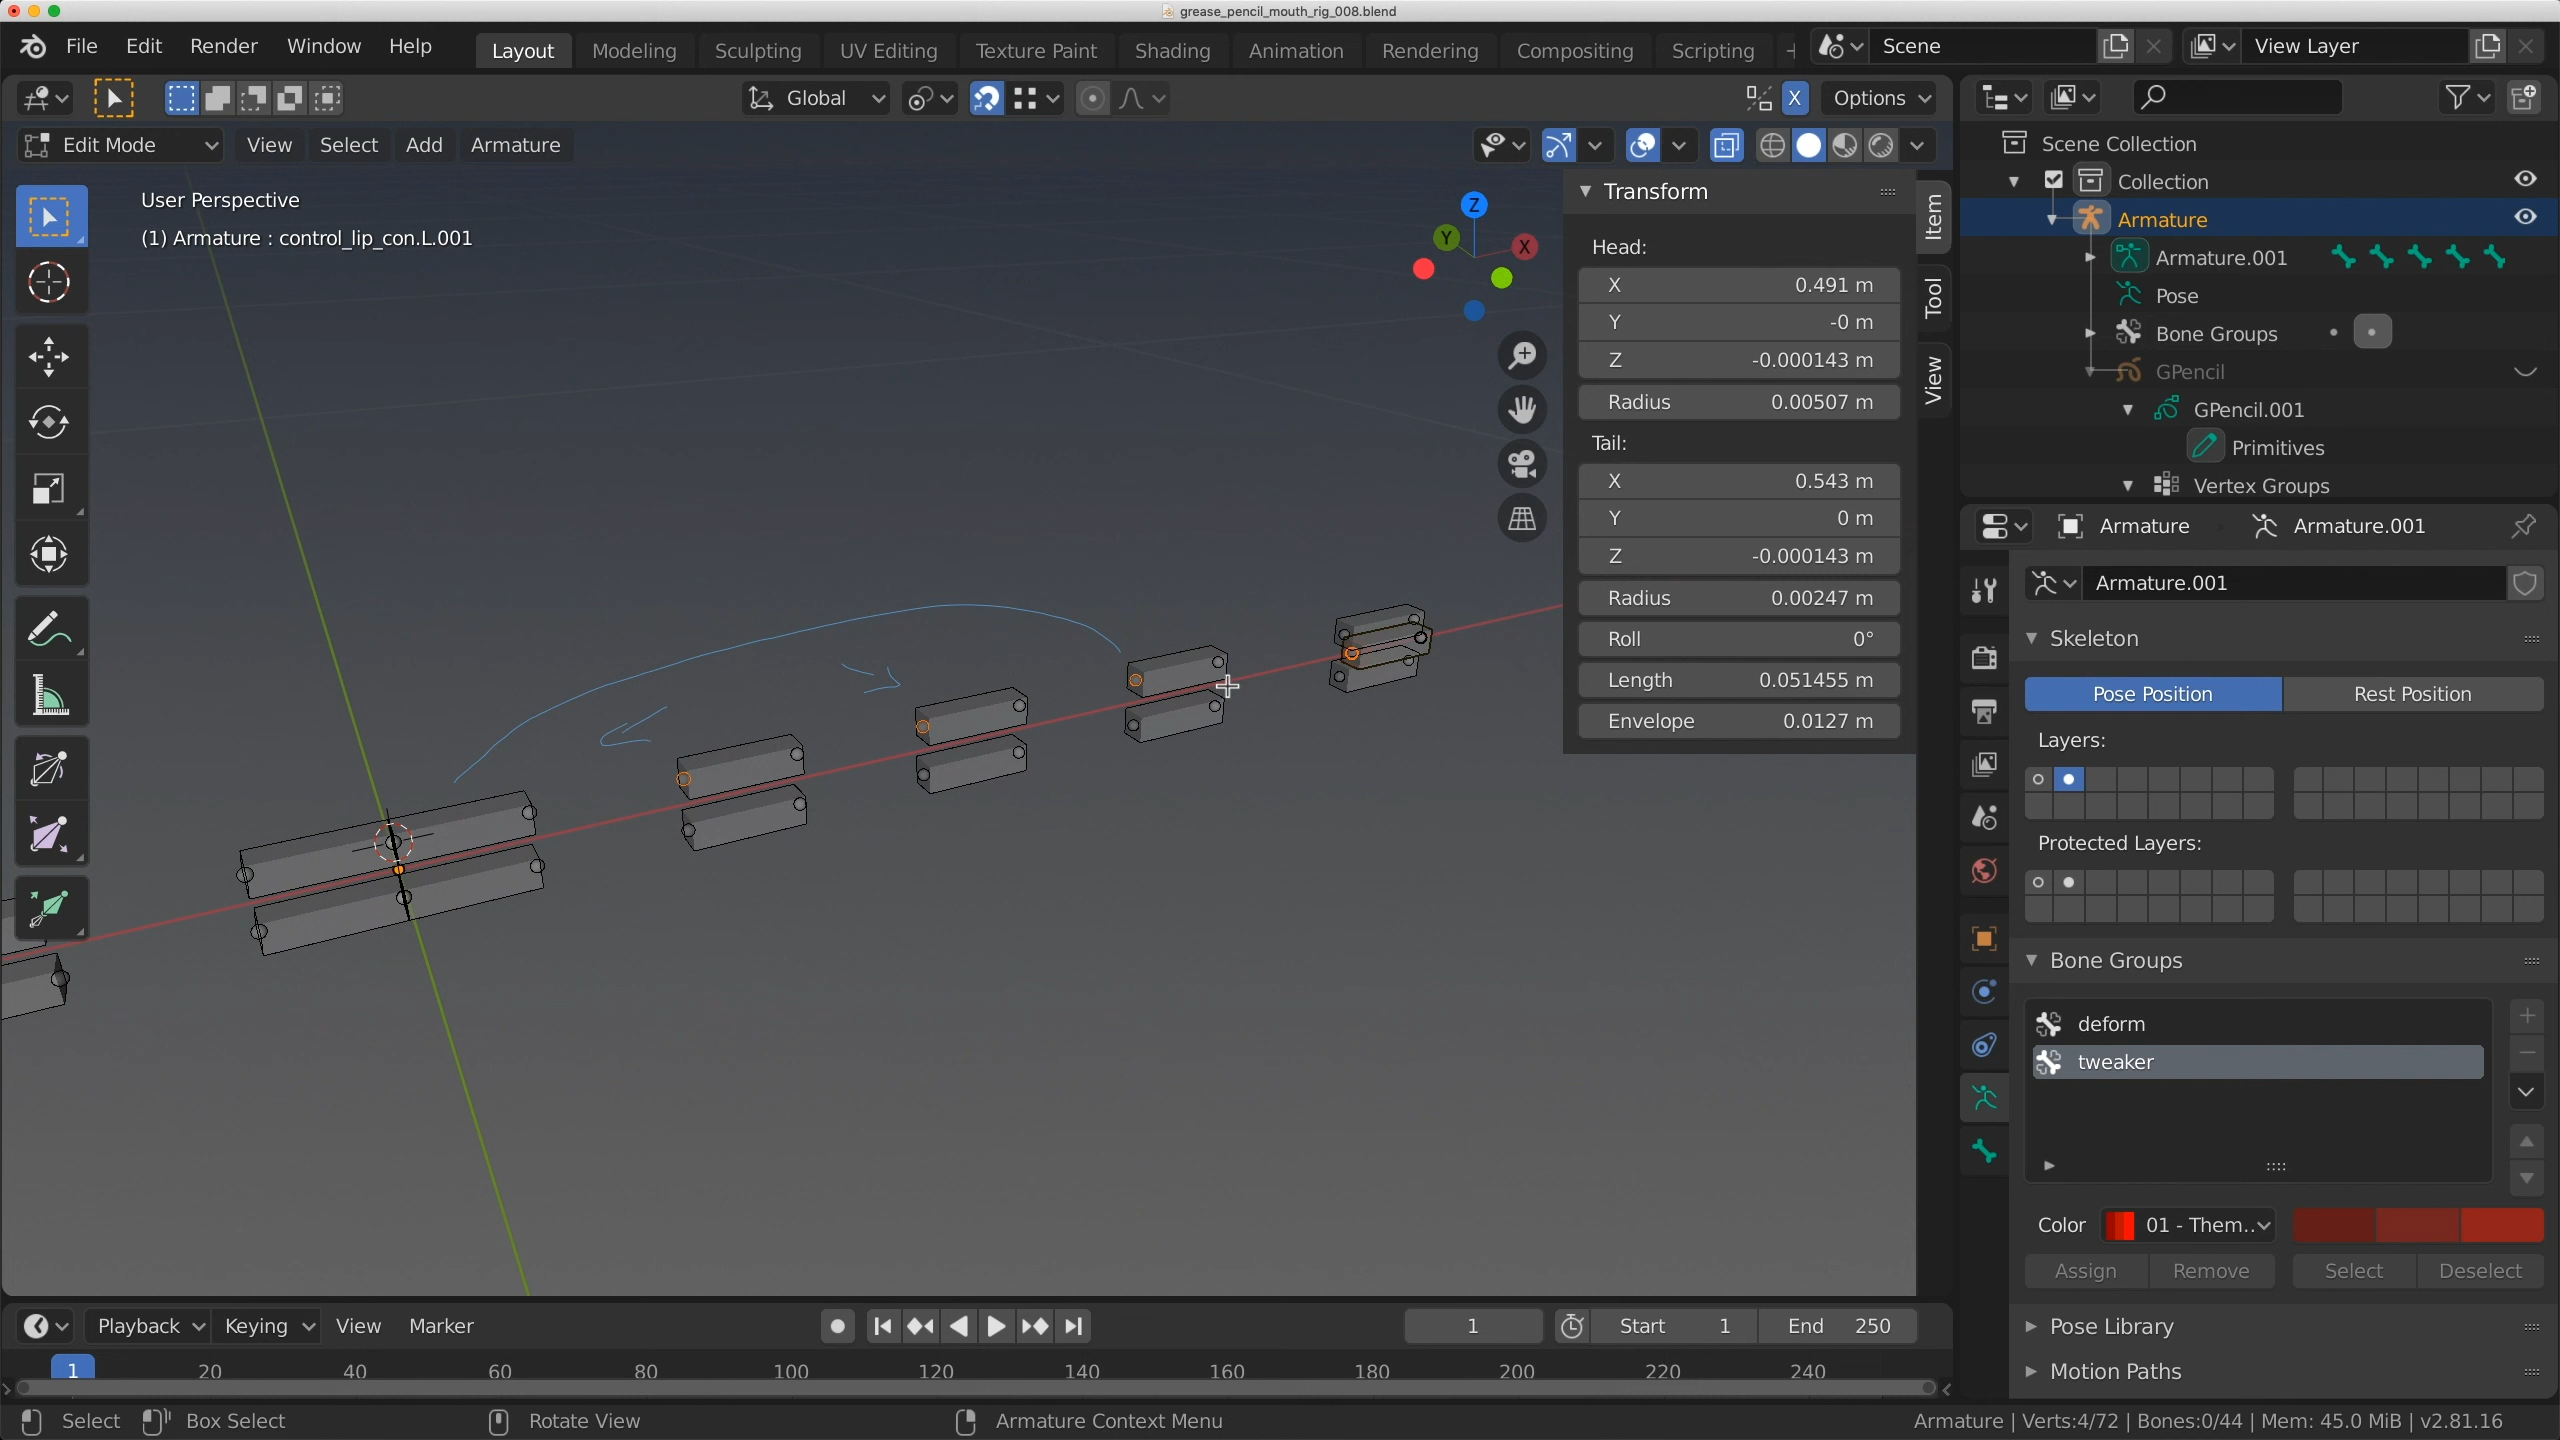 grease_pencil_mouth_rig_008.blend
File Edit Render Window Help Layout Modeling Sculpting UV Editing Texture Paint Shading Animation Rendering Compositing Scripting + Scene View Layer
Global X Options
Edit Mode View Select Add Armature
User Perspective
(1) Armature : control_lip_con.L.001
Z
Y
X
Transform
Head:
X 0.491 m
Y -0 m
Z -0.000143 m
Radius 0.00507 m
Tail:
X 0.543 m
Y 0 m
Z -0.000143 m
Radius 0.00247 m
Roll 0°
Length 0.051455 m
Envelope 0.0127 m
Item
Tool
View
Scene Collection
Collection
Armature
Armature.001
Pose
Bone Groups
GPencil
GPencil.001
Primitives
Vertex Groups
Armature Armature.001
Armature.001
Skeleton
Pose Position Rest Position
Layers:
Protected Layers:
Bone Groups
deform
tweaker
Color 01 - Them..
Assign Remove Select Deselect
Pose Library
Motion Paths
Playback Keying View Marker 1 Start 1 End 250
1 20 40 60 80 100 120 140 160 180 200 220 240
Select Box Select Rotate View Armature Context Menu Armature | Verts:4/72 | Bones:0/44 | Mem: 45.0 MiB | v2.81.16